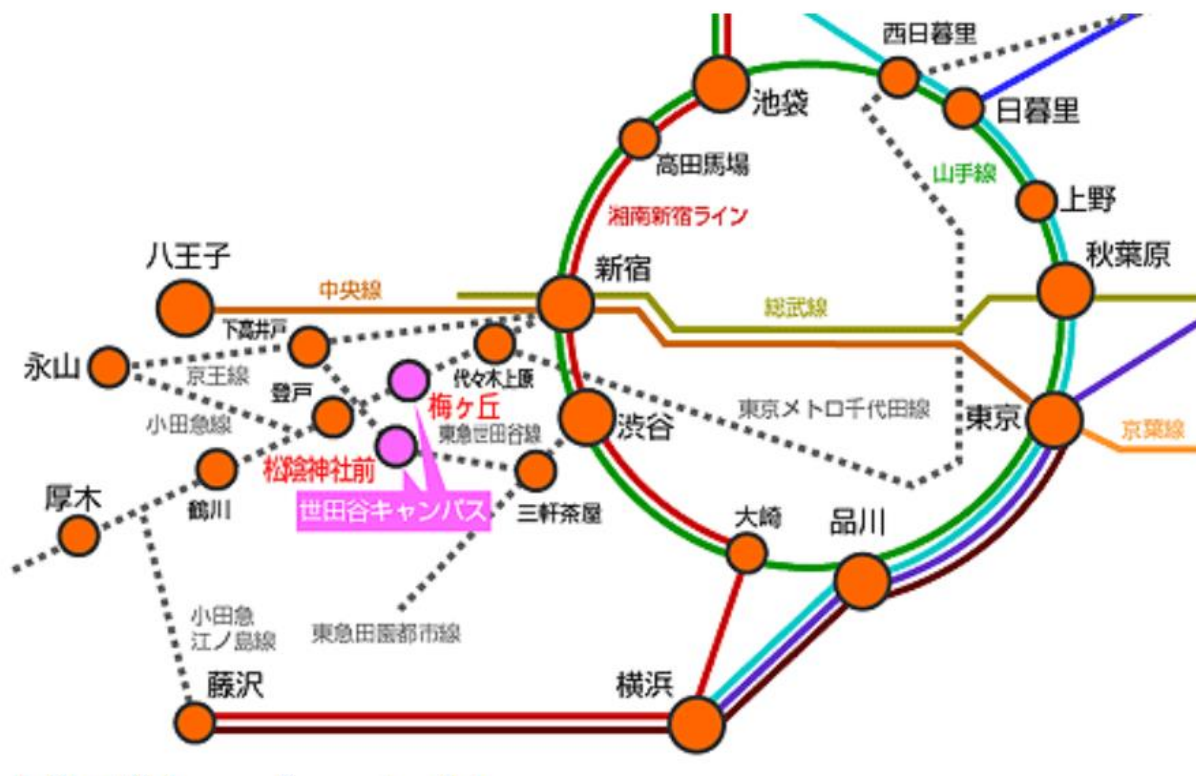 西日暮里
池袋
日暮里
高田馬場
山手線
上野
湘南新宿ライン
八王子
新宿
秋葉原
中央線
総武線
下高井戸
永山
京王線
代々木上原
登戸
梅ヶ丘
小田急線
東急世田谷線
東京メトロ千代田線
渋谷
東京
京葉線
松陰神社前
厚木
鶴川
世田谷キャンパス
三軒茶屋
大崎
品川
小田急
江ノ島線
東急田園都市線
藤沢
横浜